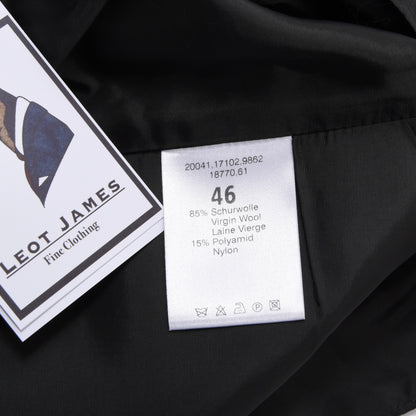 LEOT JAMES
Fine Clothing
20041.17102.9862
18770.61
46
85% Schurwolle
Virgin Wool
Laine Vierge
15% Polyamid
Nylon